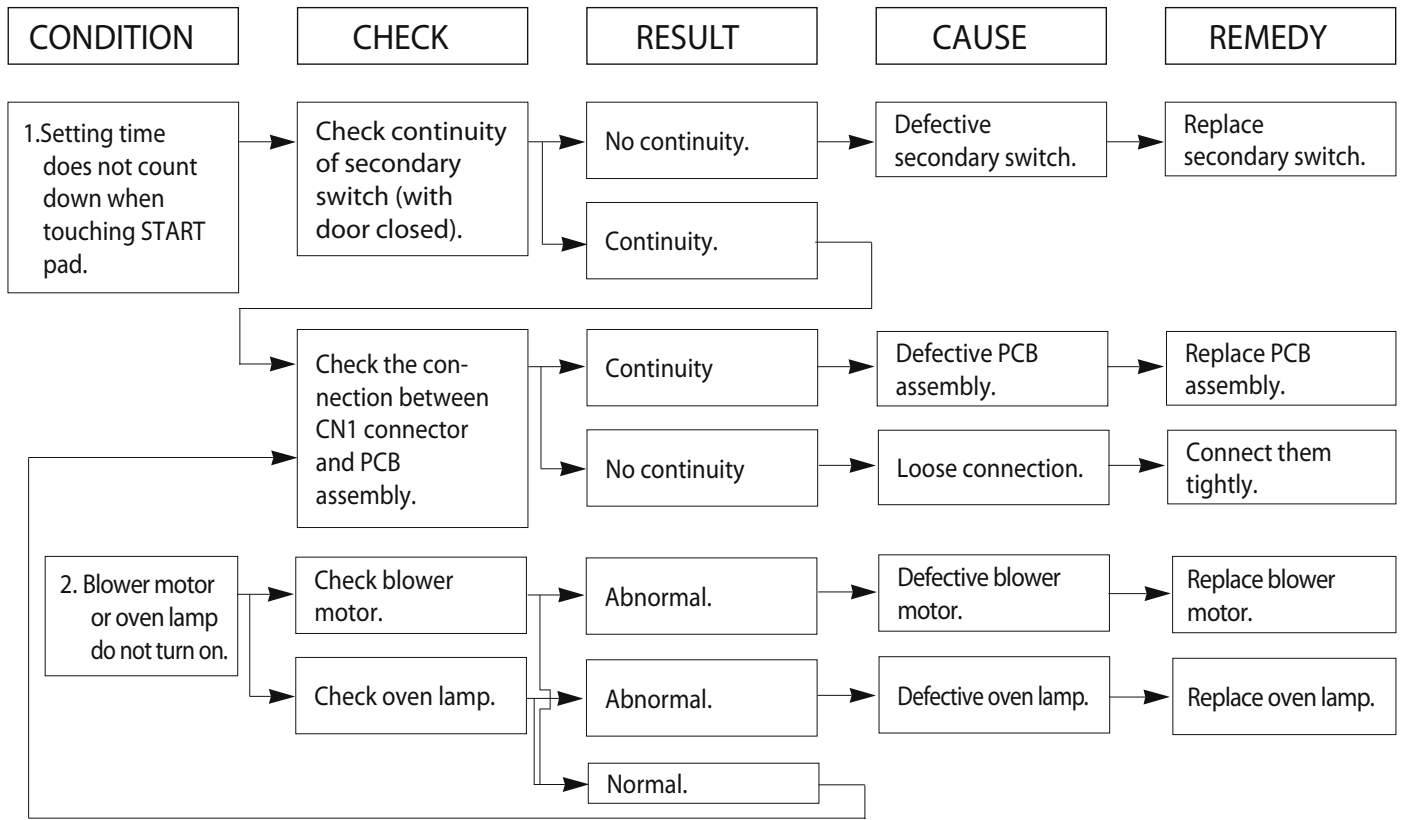 CONDITION
CHECK
RESULT
CAUSE
REMEDY
1.Setting time
does not count
down when
touching START
pad.
Check continuity
of secondary
switch (with
door closed).
No continuity.
Defective
secondary switch.
Replace
secondary switch.
Continuity.
Check the con-
nection between
CN1 connector
and PCB
assembly.
Continuity
Defective PCB
assembly.
Replace PCB
assembly.
No continuity
Loose connection.
Connect them
tightly.
2. Blower motor
or oven lamp
do not turn on.
Check blower
motor.
Abnormal.
Defective blower
motor.
Replace blower
motor.
Check oven lamp.
Abnormal.
Defective oven lamp.
Replace oven lamp.
Normal.